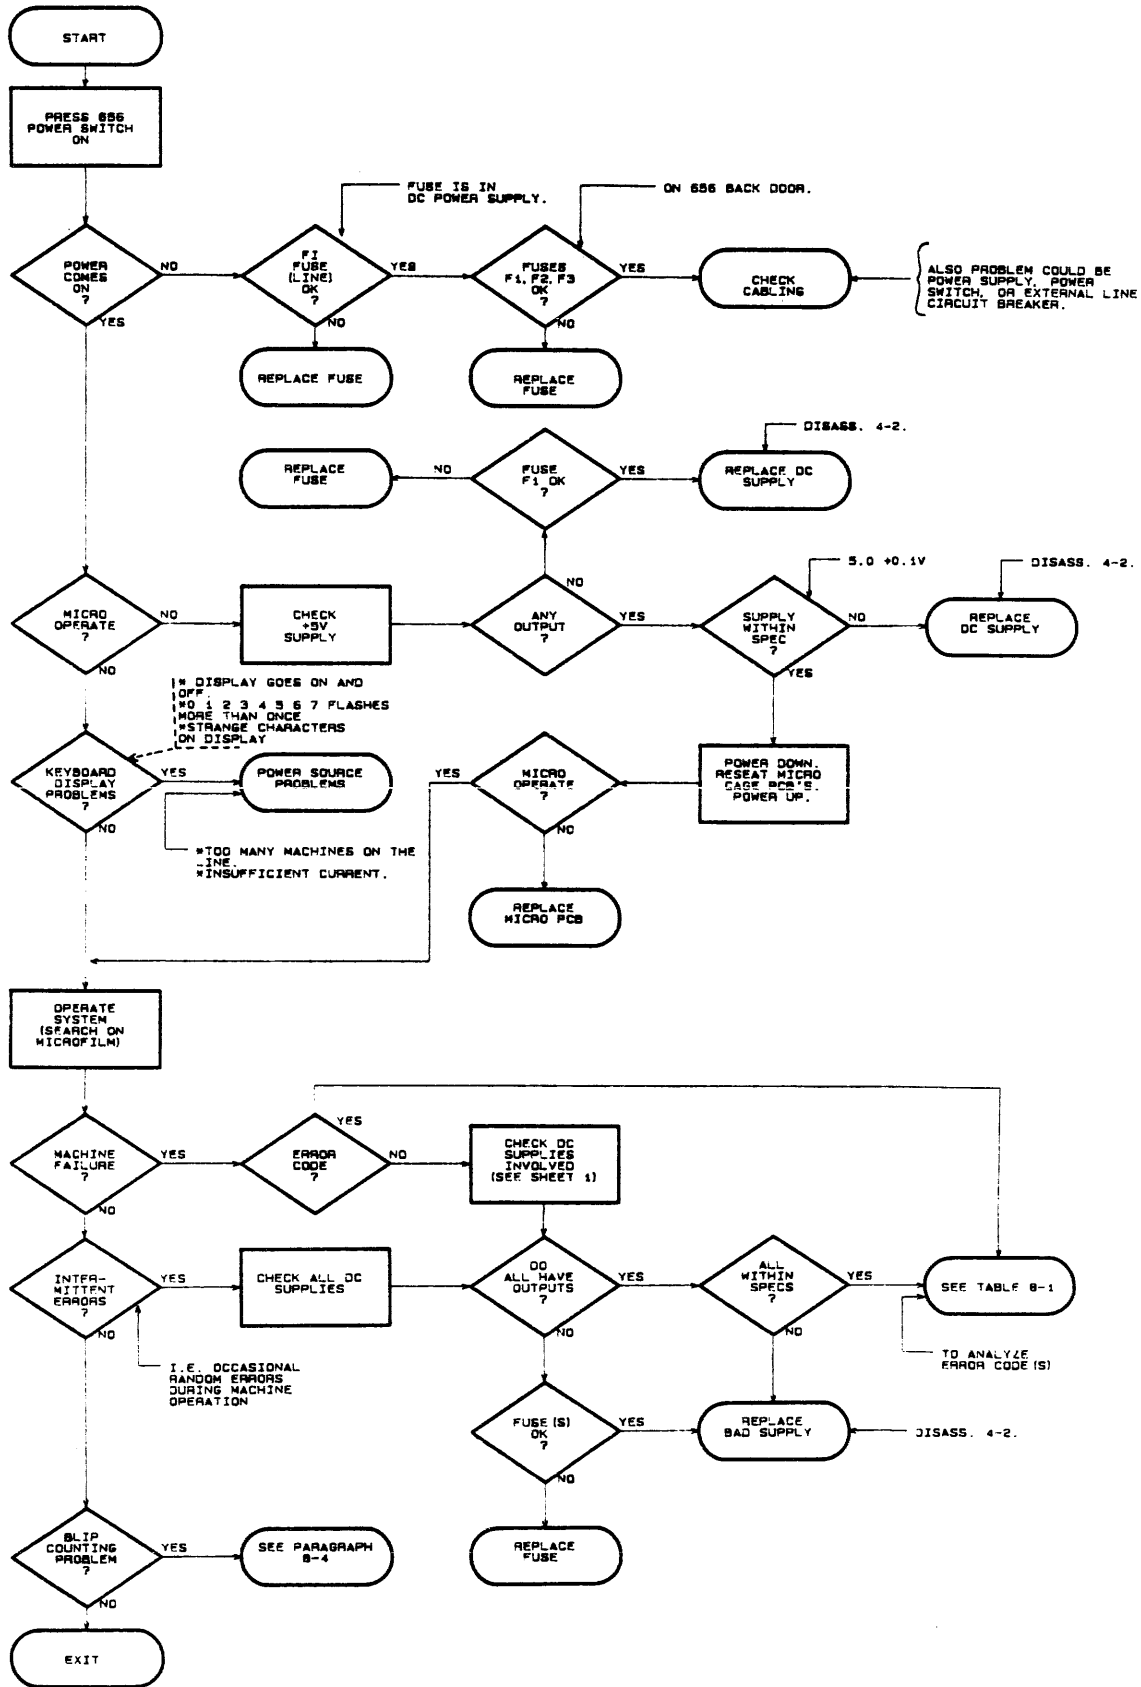 START
PRESS 656
POWER SWITCH
ON
FUSE IS IN
DC POWER SUPPLY.
ON 656 BACK DOOR.
POWER
COMES
ON
?
NO
YES
FI
FUSE
(LINE)
OK
?
YES
NO
FUSES
F1, F2, F3
OK
?
YES
NO
CHECK
CABLING
ALSO PROBLEM COULD BE
POWER SUPPLY, POWER
SWITCH, OR EXTERNAL LINE
CIRCUIT BREAKER.
REPLACE FUSE
REPLACE
FUSE
DISASS. 4-2.
REPLACE
FUSE
NO
FUSE
F1 OK
?
YES
REPLACE DC
SUPPLY
NO
5.0 +0.1V
DISASS. 4-2.
MICRO
OPERATE
?
NO
NO
CHECK
+5V
SUPPLY
ANY
OUTPUT
?
YES
SUPPLY
WITHIN
SPEC
?
NO
YES
REPLACE
DC SUPPLY
* DISPLAY GOES ON AND
OFF.
*0 1 2 3 4 5 6 7 FLASHES
MORE THAN ONCE
*STRANGE CHARACTERS
ON DISPLAY
KEYBOARD
DISPLAY
PROBLEMS
?
YES
NO
POWER SOURCE
PROBLEMS
YES
MICRO
OPERATE
?
NO
POWER DOWN.
RESEAT MICRO
CAGE PCB'S.
POWER UP.
*TOO MANY MACHINES ON THE
LINE.
*INSUFFICIENT CURRENT.
REPLACE
MICRO PCB
OPERATE
SYSTEM
(SEARCH ON
MICROFILM)
MACHINE
FAILURE
?
YES
NO
ERROR
CODE
?
YES
NO
CHECK DC
SUPPLIES
INVOLVED
(SEE SHEET 1)
INTER-
MITTENT
ERRORS
?
YES
NO
CHECK ALL DC
SUPPLIES
DO
ALL HAVE
OUTPUTS
?
YES
NO
ALL
WITHIN
SPECS
?
YES
NO
SEE TABLE 8-1
TO ANALYZE
ERROR CODE(S)
I.E. OCCASIONAL
RANDOM ERRORS
DURING MACHINE
OPERATION
FUSE(S)
OK
?
YES
NO
REPLACE
BAD SUPPLY
DISASS. 4-2.
BLIP
COUNTING
PROBLEM
?
YES
NO
SEE PARAGRAPH
8-4
REPLACE
FUSE
EXIT